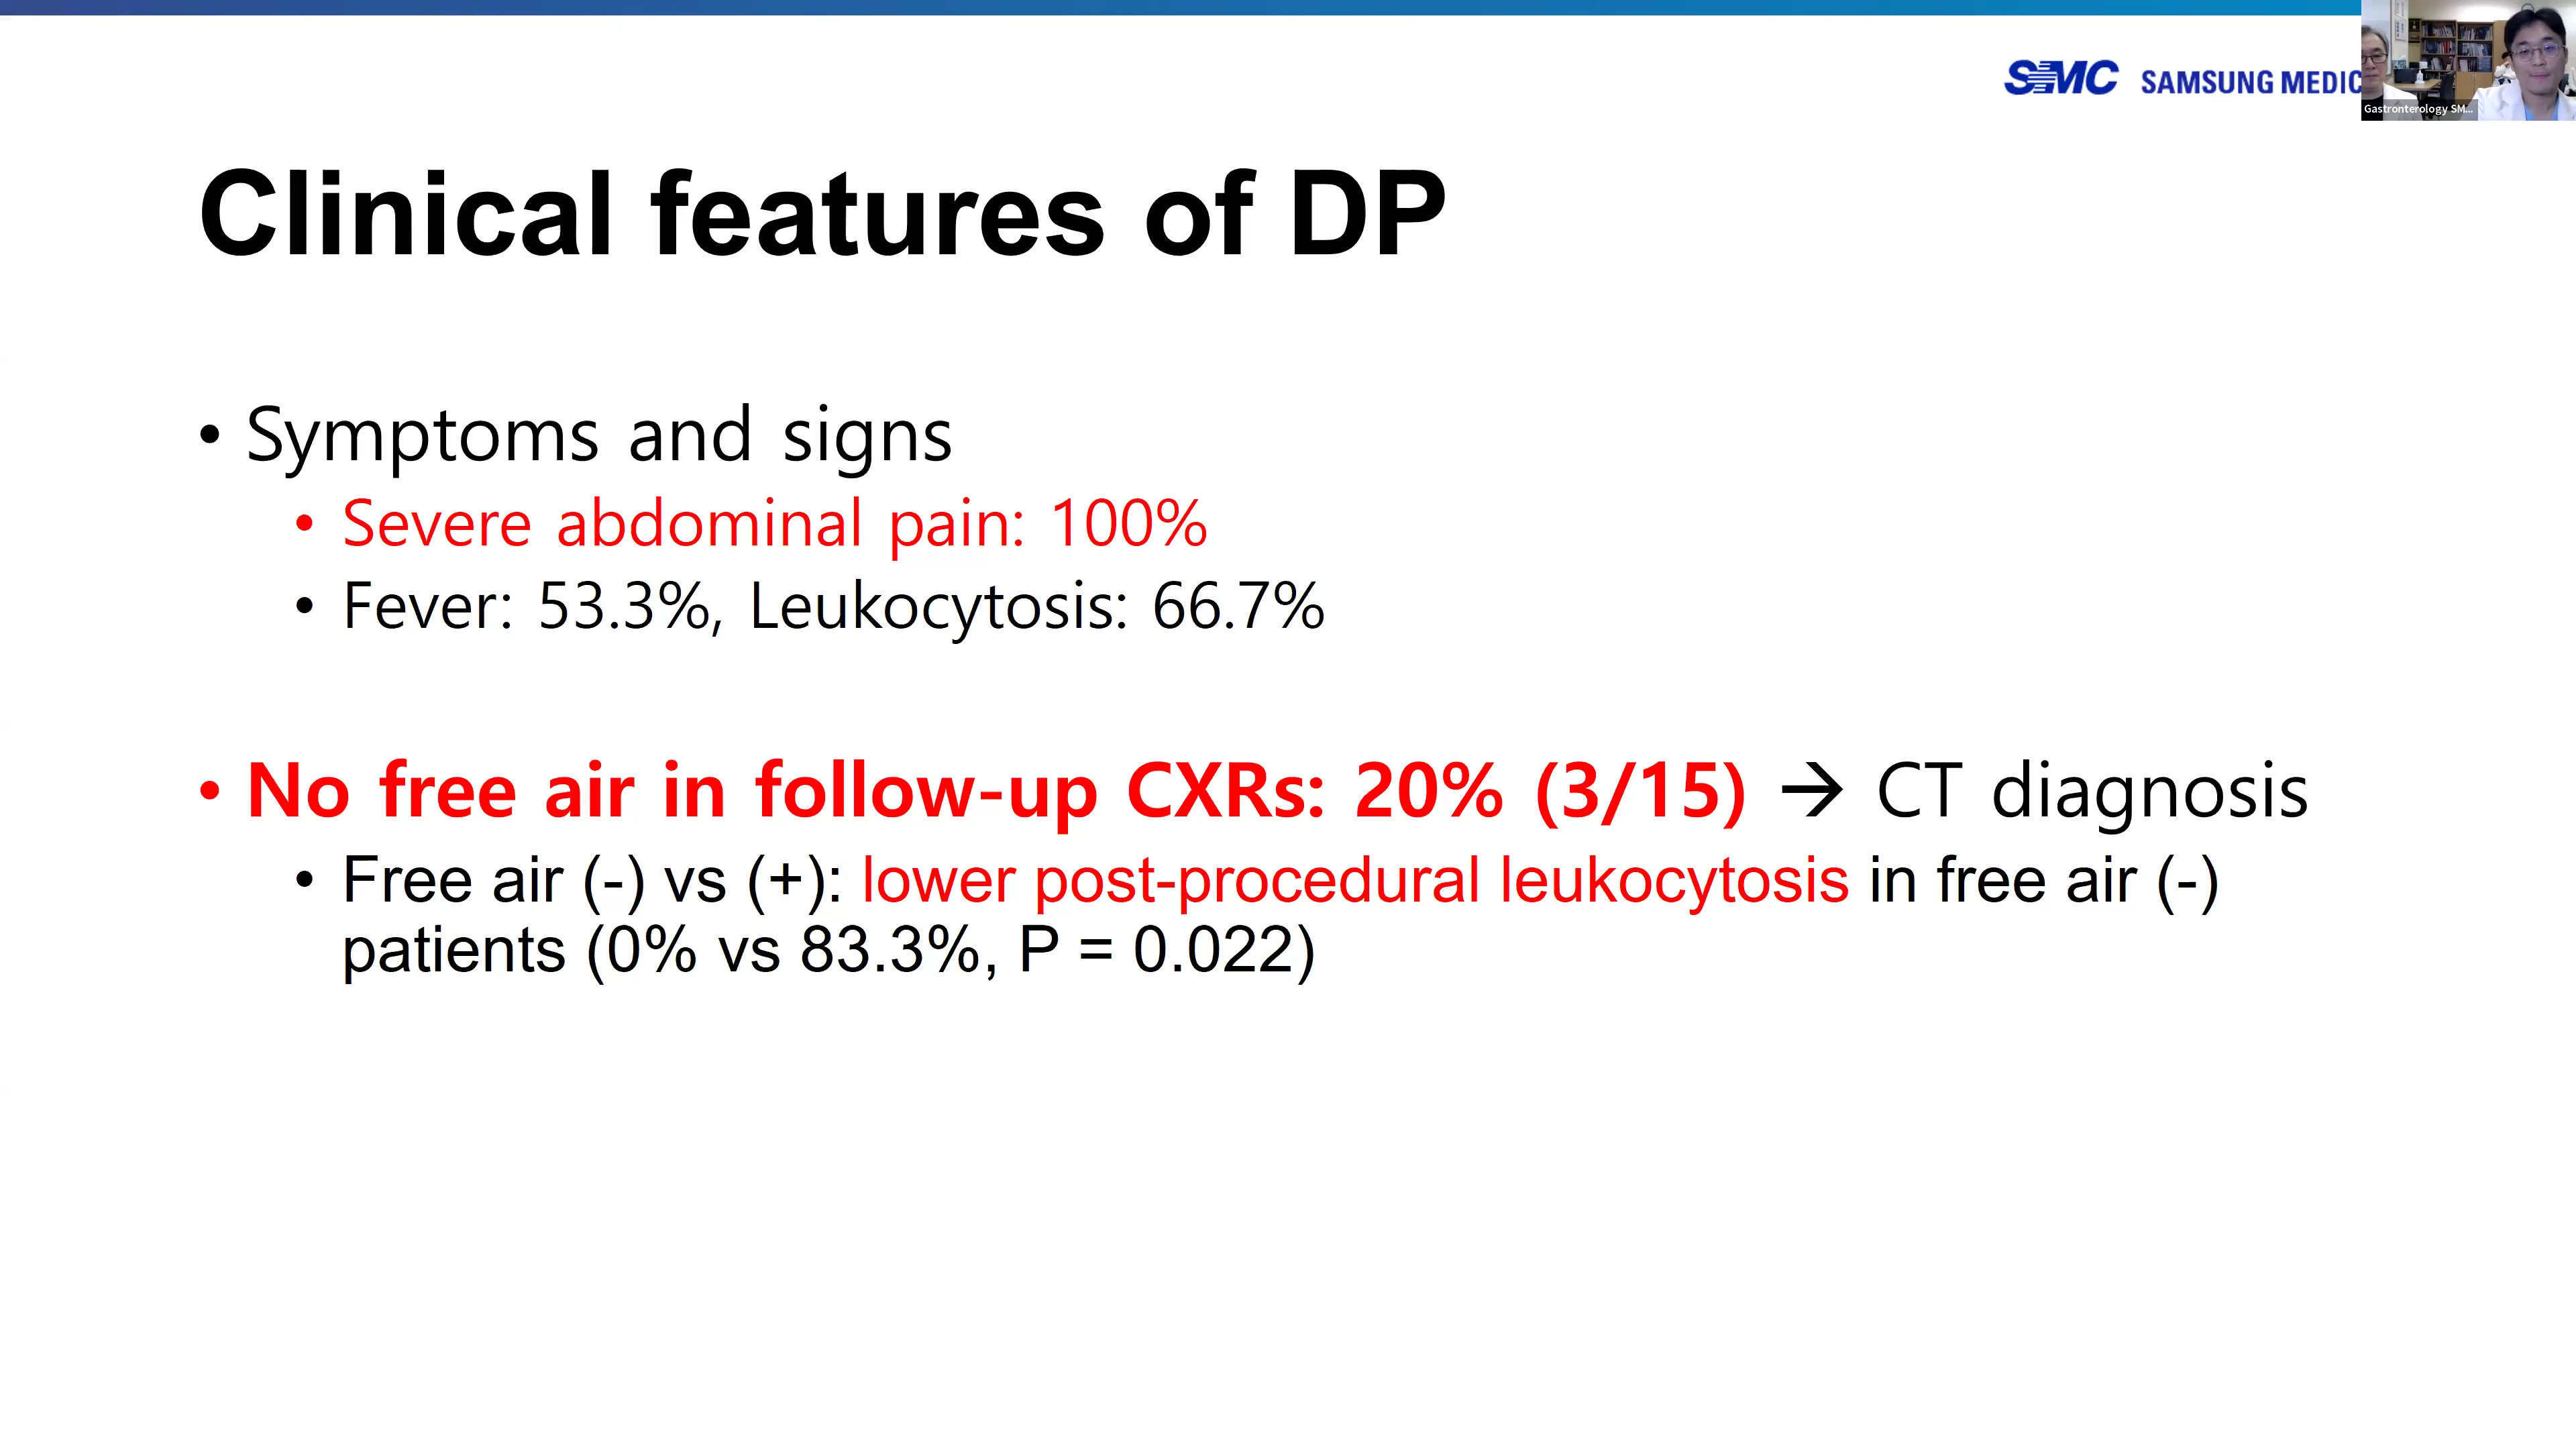 SMC SAMSUNG MEDIC
Gastronterology SM...
Clinical features of DP
• Symptoms and signs
• Severe abdominal pain: 100%
• Fever: 53.3%, Leukocytosis: 66.7%
• No free air in follow-up CXRs: 20% (3/15) → CT diagnosis
• Free air (-) vs (+): lower post-procedural leukocytosis in free air (-)
patients (0% vs 83.3%, P = 0.022)